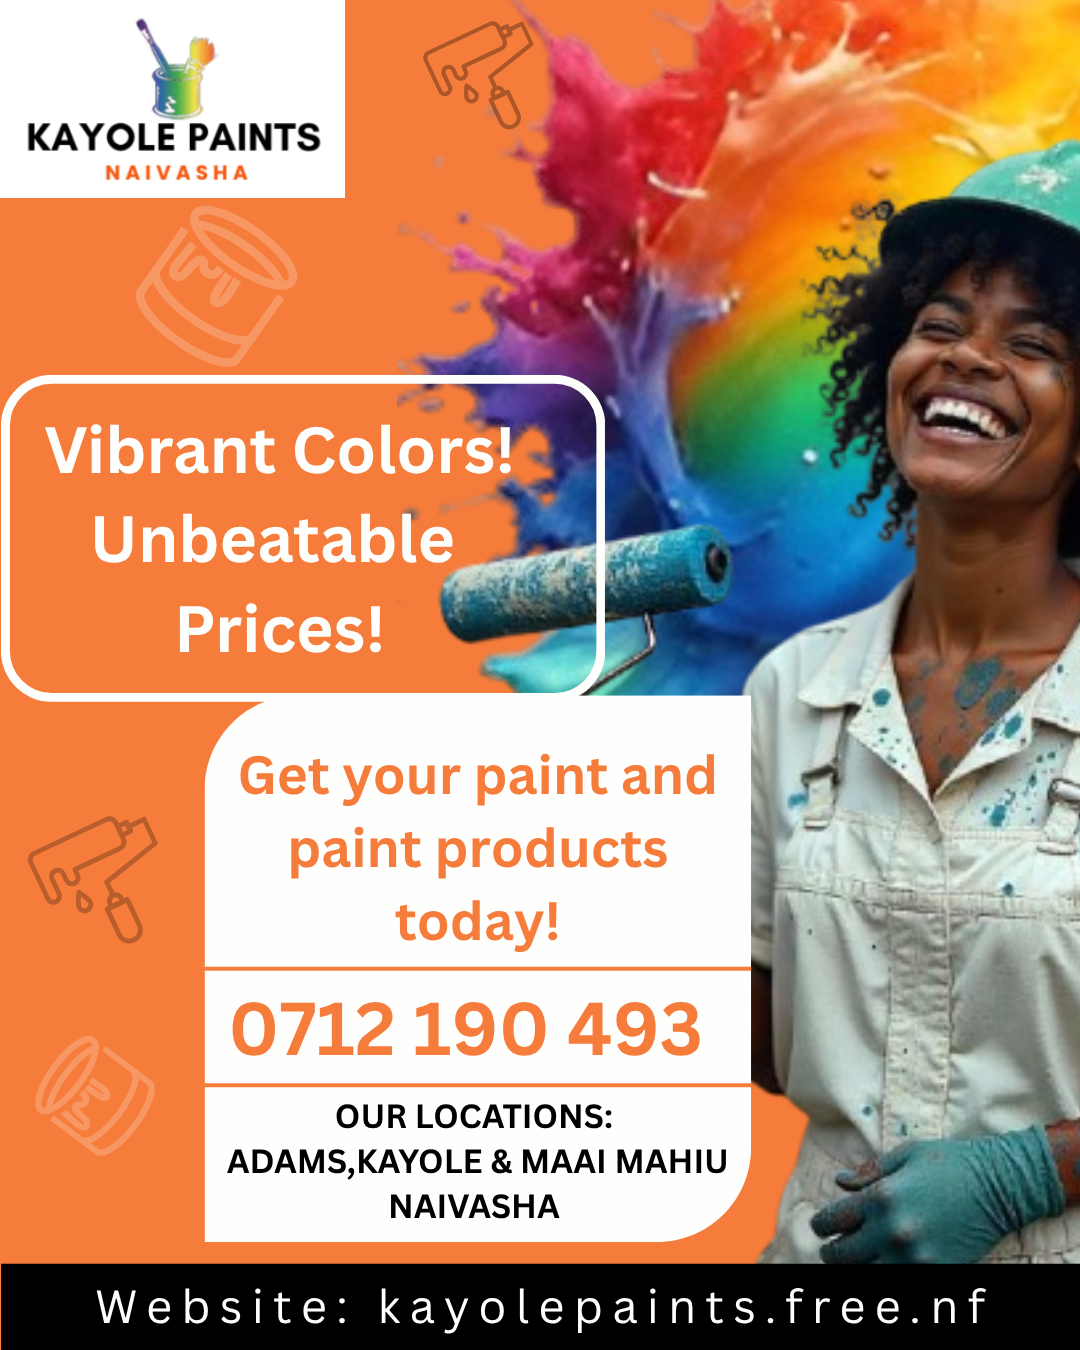 KAYOLE PAINTS
NAIVASHA
Vibrant Colors!
Unbeatable
Prices!
Get your paint and
paint products
today!
0712 190 493
OUR LOCATIONS:
ADAMS,KAYOLE & MAAI MAHIU
NAIVASHA
Website: kayolepaints.free.nf